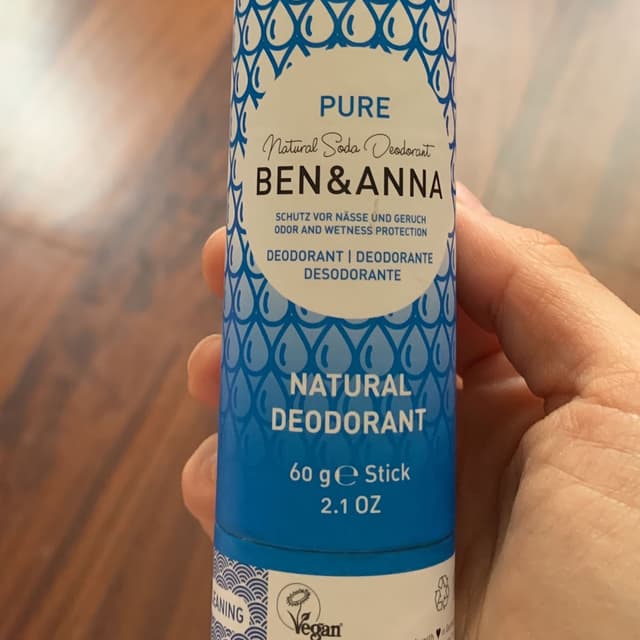 PURE
Natural Soda Deodorant
BEN&ANNA
SCHUTZ VOR NÄSSE UND GERUCH
ODOR AND WETNESS PROTECTION
DEODORANT | DEODORANTE
DESODORANTE
NATURAL
DEODORANT
60 g ℮ Stick
2.1 OZ
EANING
Vegan